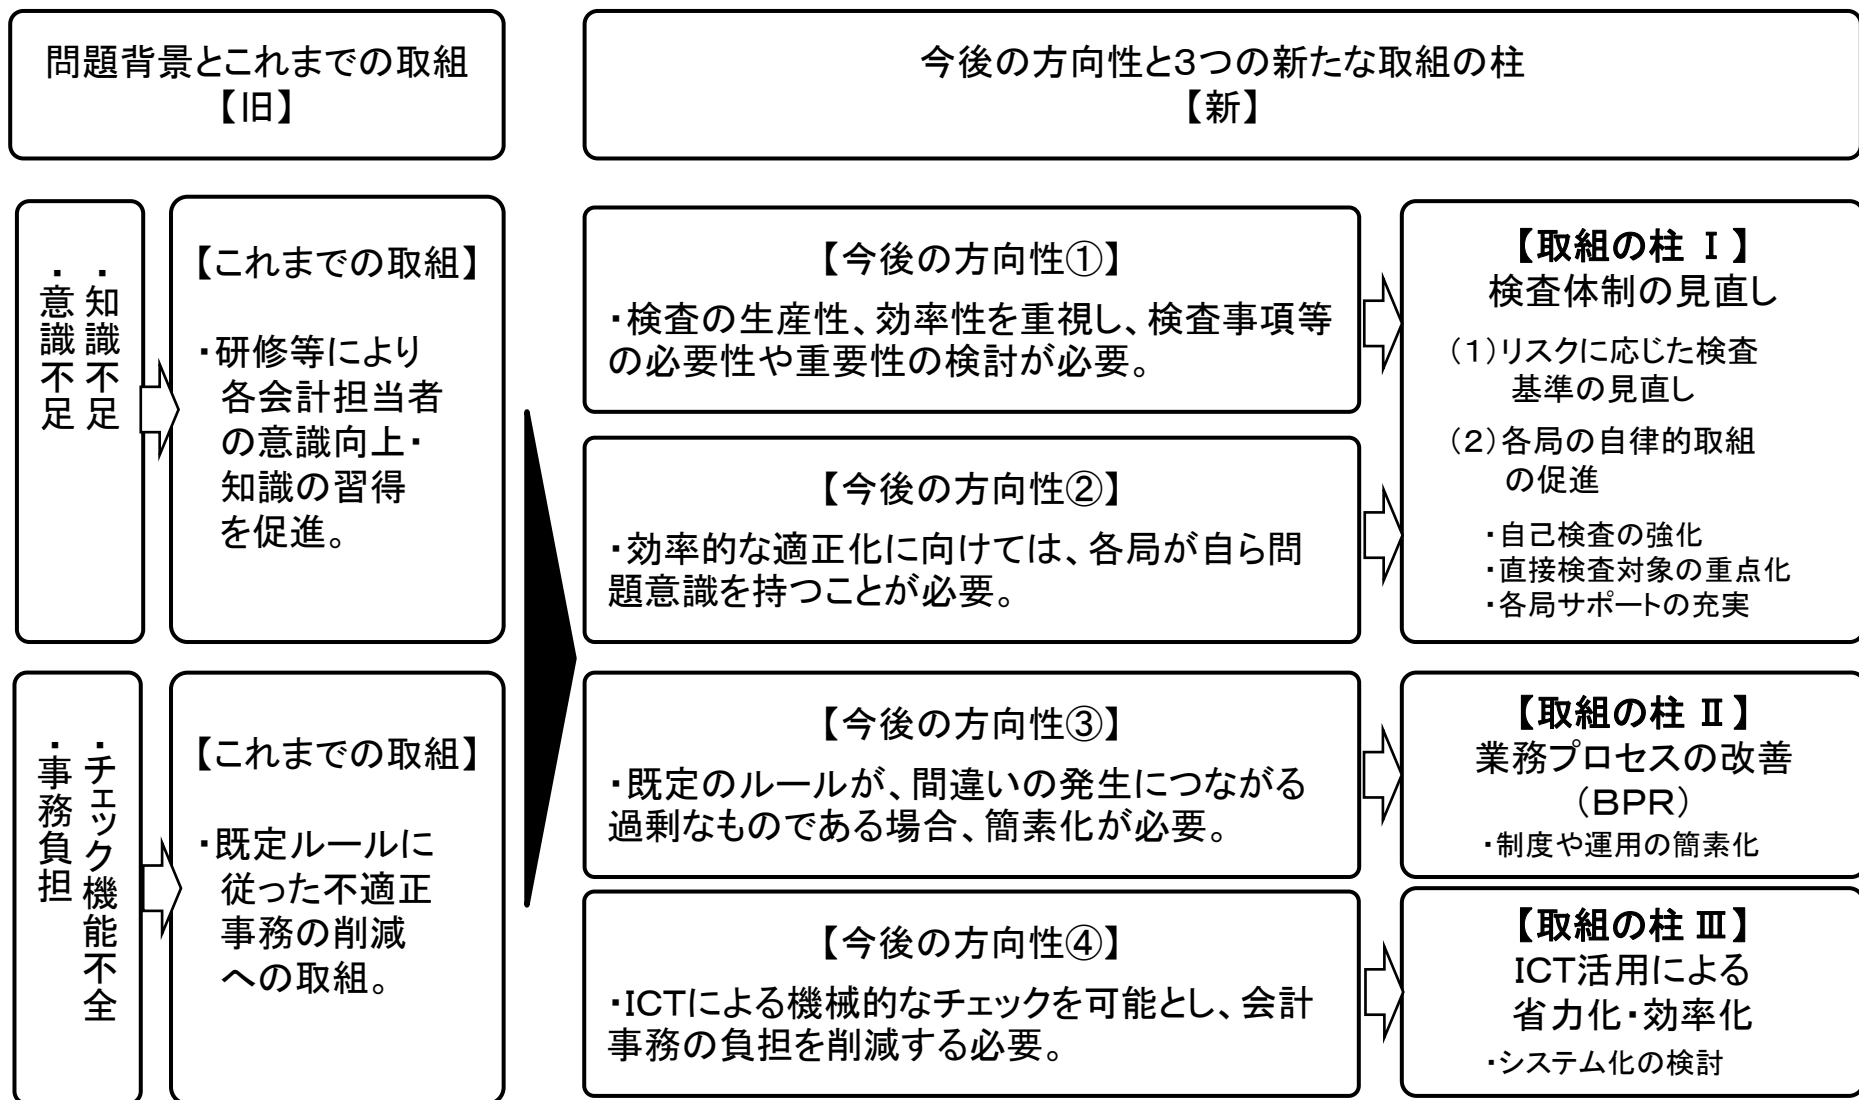 問題背景とこれまでの取組
【旧】
今後の方向性と3つの新たな取組の柱
【新】
・知識不足
・意識不足
【これまでの取組】
・研修等により
各会計担当者
の意識向上・
知識の習得
を促進。
・チェック機能不全
・事務負担
【これまでの取組】
・既定ルールに
従った不適正
事務の削減
への取組。
【今後の方向性①】
・検査の生産性、効率性を重視し、検査事項等
の必要性や重要性の検討が必要。
【今後の方向性②】
・効率的な適正化に向けては、各局が自ら問
題意識を持つことが必要。
【今後の方向性③】
・既定のルールが、間違いの発生につながる
過剰なものである場合、簡素化が必要。
【今後の方向性④】
・ICTによる機械的なチェックを可能とし、会計
事務の負担を削減する必要。
【取組の柱 Ⅰ】
検査体制の見直し
(1)リスクに応じた検査
基準の見直し
(2)各局の自律的取組
の促進
・自己検査の強化
・直接検査対象の重点化
・各局サポートの充実
【取組の柱 Ⅱ】
業務プロセスの改善
(BPR)
・制度や運用の簡素化
【取組の柱 Ⅲ】
ICT活用による
省力化・効率化
・システム化の検討